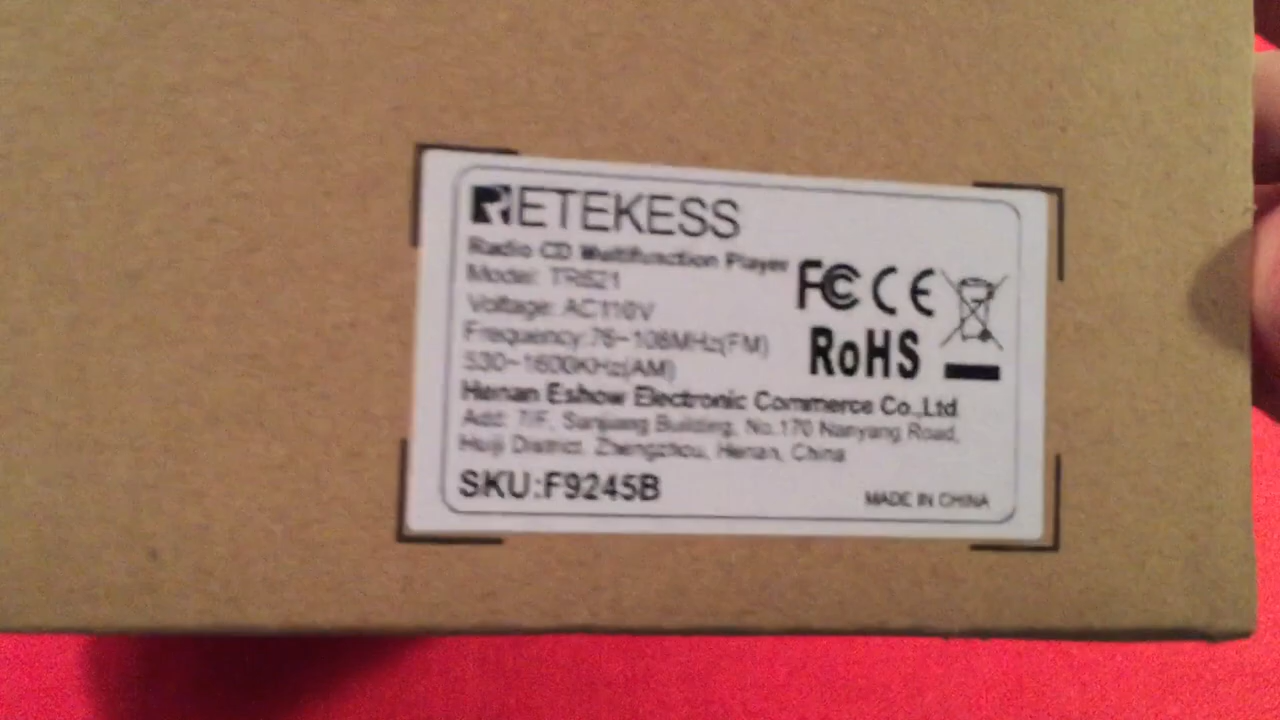 RETEKESS
Radio CD Multifunction Player
Model: TR621
Voltage: AC110V
Frequency:76~108MHz(FM)
530~1600KHz(AM)
FC CE
RoHS
Henan Eshow Electronic Commerce Co.,Ltd
Add: 7/F, Sanjiang Building, No.170 Nanyang Road,
Huiji District, Zhengzhou, Henan, China
SKU:F9245B
MADE IN CHINA